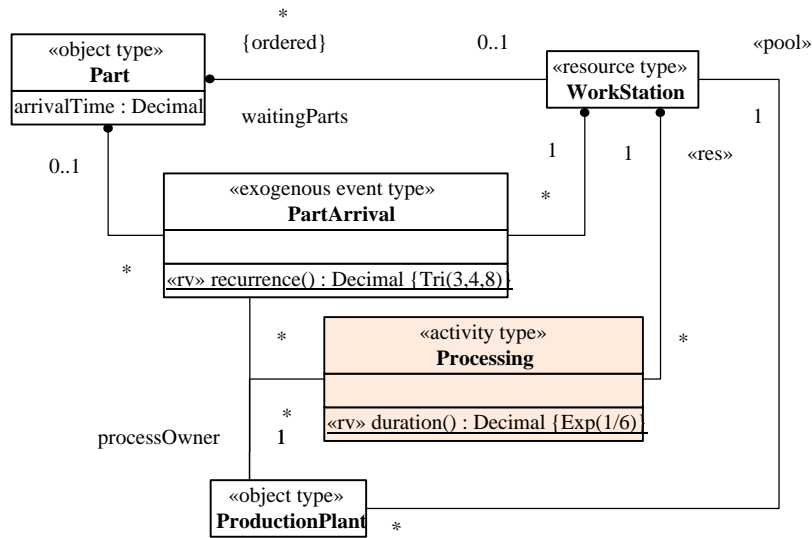 *
«object type»
{ordered}
0..1
«pool»
Part
«resource type»
WorkStation
arrivalTime : Decimal
waitingParts
1
0..1
1
1
«res»
«exogenous event type»
PartArrival
*
*
«rv» recurrence() : Decimal {Tri(3,4,8)}
«activity type»
*
*
Processing
*
«rv» duration() : Decimal {Exp(1/6)}
processOwner
1
«object type»
ProductionPlant
*